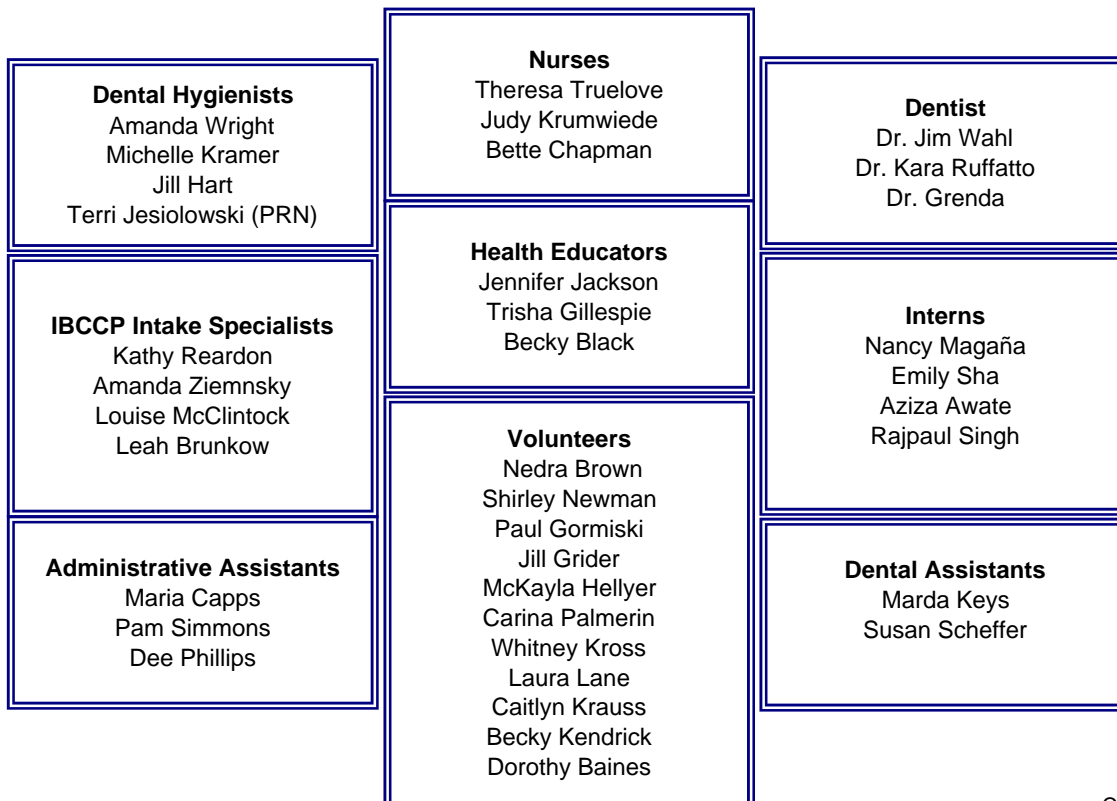 Dental Hygienists
Amanda Wright
Michelle Kramer
Jill Hart
Terri Jesiolowski (PRN)
IBCCP Intake Specialists
Kathy Reardon
Amanda Ziemnsky
Louise McClintock
Leah Brunkow
Administrative Assistants
Maria Capps
Pam Simmons
Dee Phillips
Nurses
Theresa Truelove
Judy Krumwiede
Bette Chapman
Health Educators
Jennifer Jackson
Trisha Gillespie
Becky Black
Volunteers
Nedra Brown
Shirley Newman
Paul Gormiski
Jill Grider
McKayla Hellyer
Carina Palmerin
Whitney Kross
Laura Lane
Caitlyn Krauss
Becky Kendrick
Dorothy Baines
Dentist
Dr. Jim Wahl
Dr. Kara Ruffatto
Dr. Grenda
Interns
Nancy Magaña
Emily Sha
Aziza Awate
Rajpaul Singh
Dental Assistants
Marda Keys
Susan Scheffer